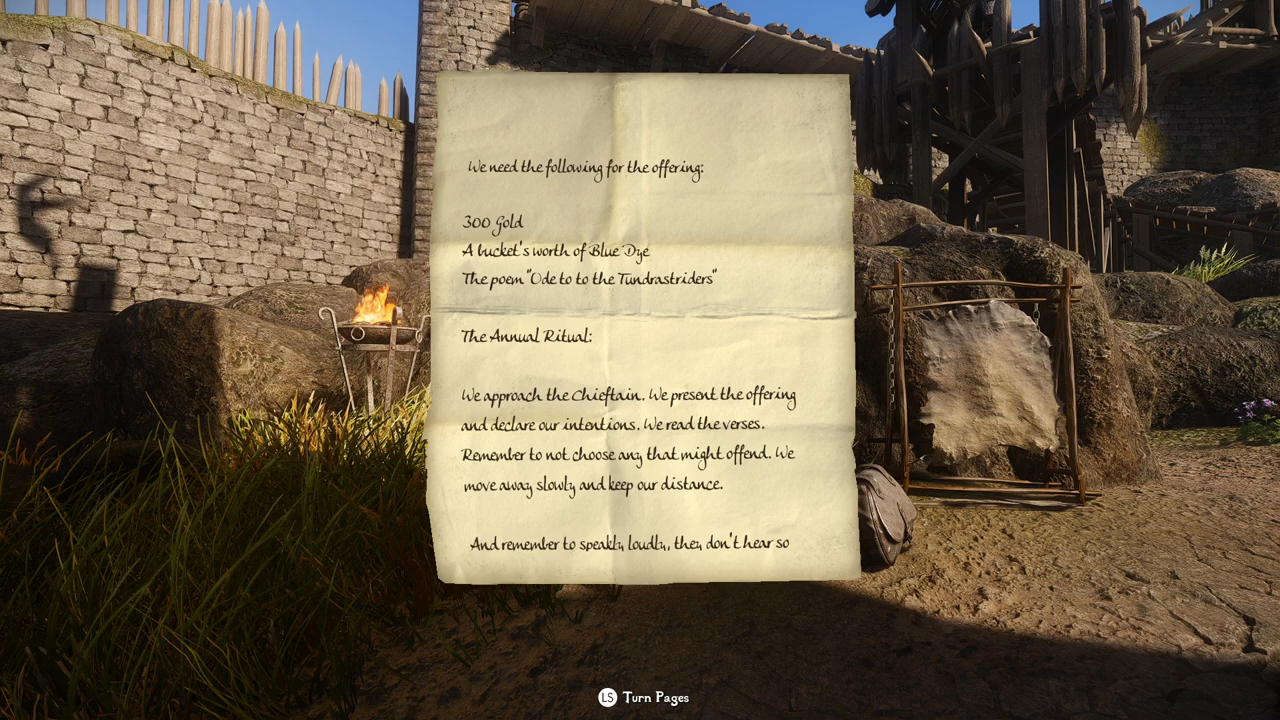 We need the following for the offering:
300 Gold
A bucket's worth of Blue Dye
The poem "Ode to to the Tundrastriders"
The Annual Ritual:
We approach the Chieftain. We present the offering
and declare our intentions. We read the verses.
Remember to not choose any that might offend. We
move away slowly and keep our distance.
And remember to speakly loudly, they don't hear so
LS Turn Pages